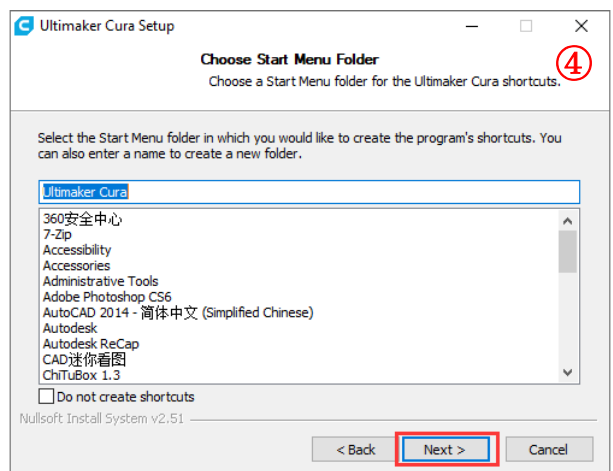 Ultimaker Cura Setup
Choose Start Menu Folder
Choose a Start Menu folder for the Ultimaker Cura shortcuts.
④
Select the Start Menu folder in which you would like to create the program's shortcuts. You
can also enter a name to create a new folder.
Ultimaker Cura
360安全中心
7-Zip
Accessibility
Accessories
Administrative Tools
Adobe Photoshop CS6
AutoCAD 2014 - 简体中文 (Simplified Chinese)
Autodesk
Autodesk ReCap
CAD迷你看图
ChiTuBox 1.3
Do not create shortcuts
Nullsoft Install System v2.51
< Back Next > Cancel